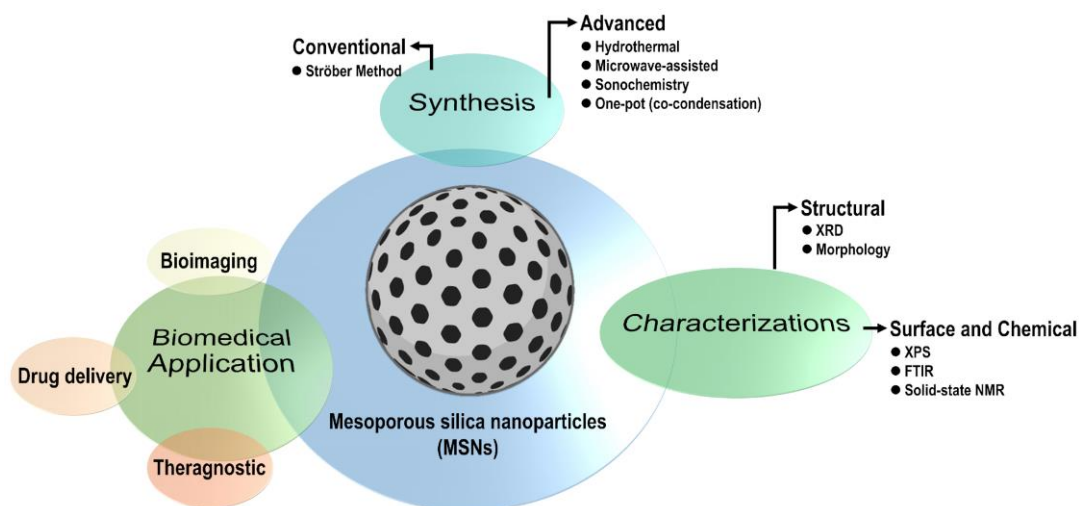 Conventional
● Ströber Method
Advanced
● Hydrothermal
● Microwave-assisted
● Sonochemistry
● One-pot (co-condensation)
Synthesis
Structural
● XRD
● Morphology
Characterizations
Surface and Chemical
● XPS
● FTIR
● Solid-state NMR
Bioimaging
Biomedical
Application
Drug delivery
Theragnostic
Mesoporous silica nanoparticles
(MSNs)